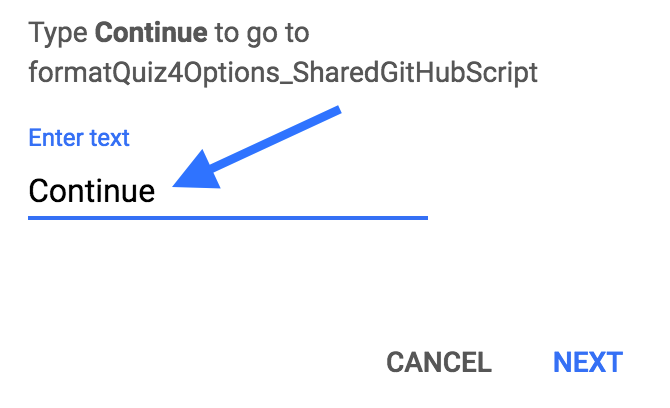 Type Continue to go to
formatQuiz4Options_SharedGitHubScript
Enter text
Continue
CANCEL NEXT